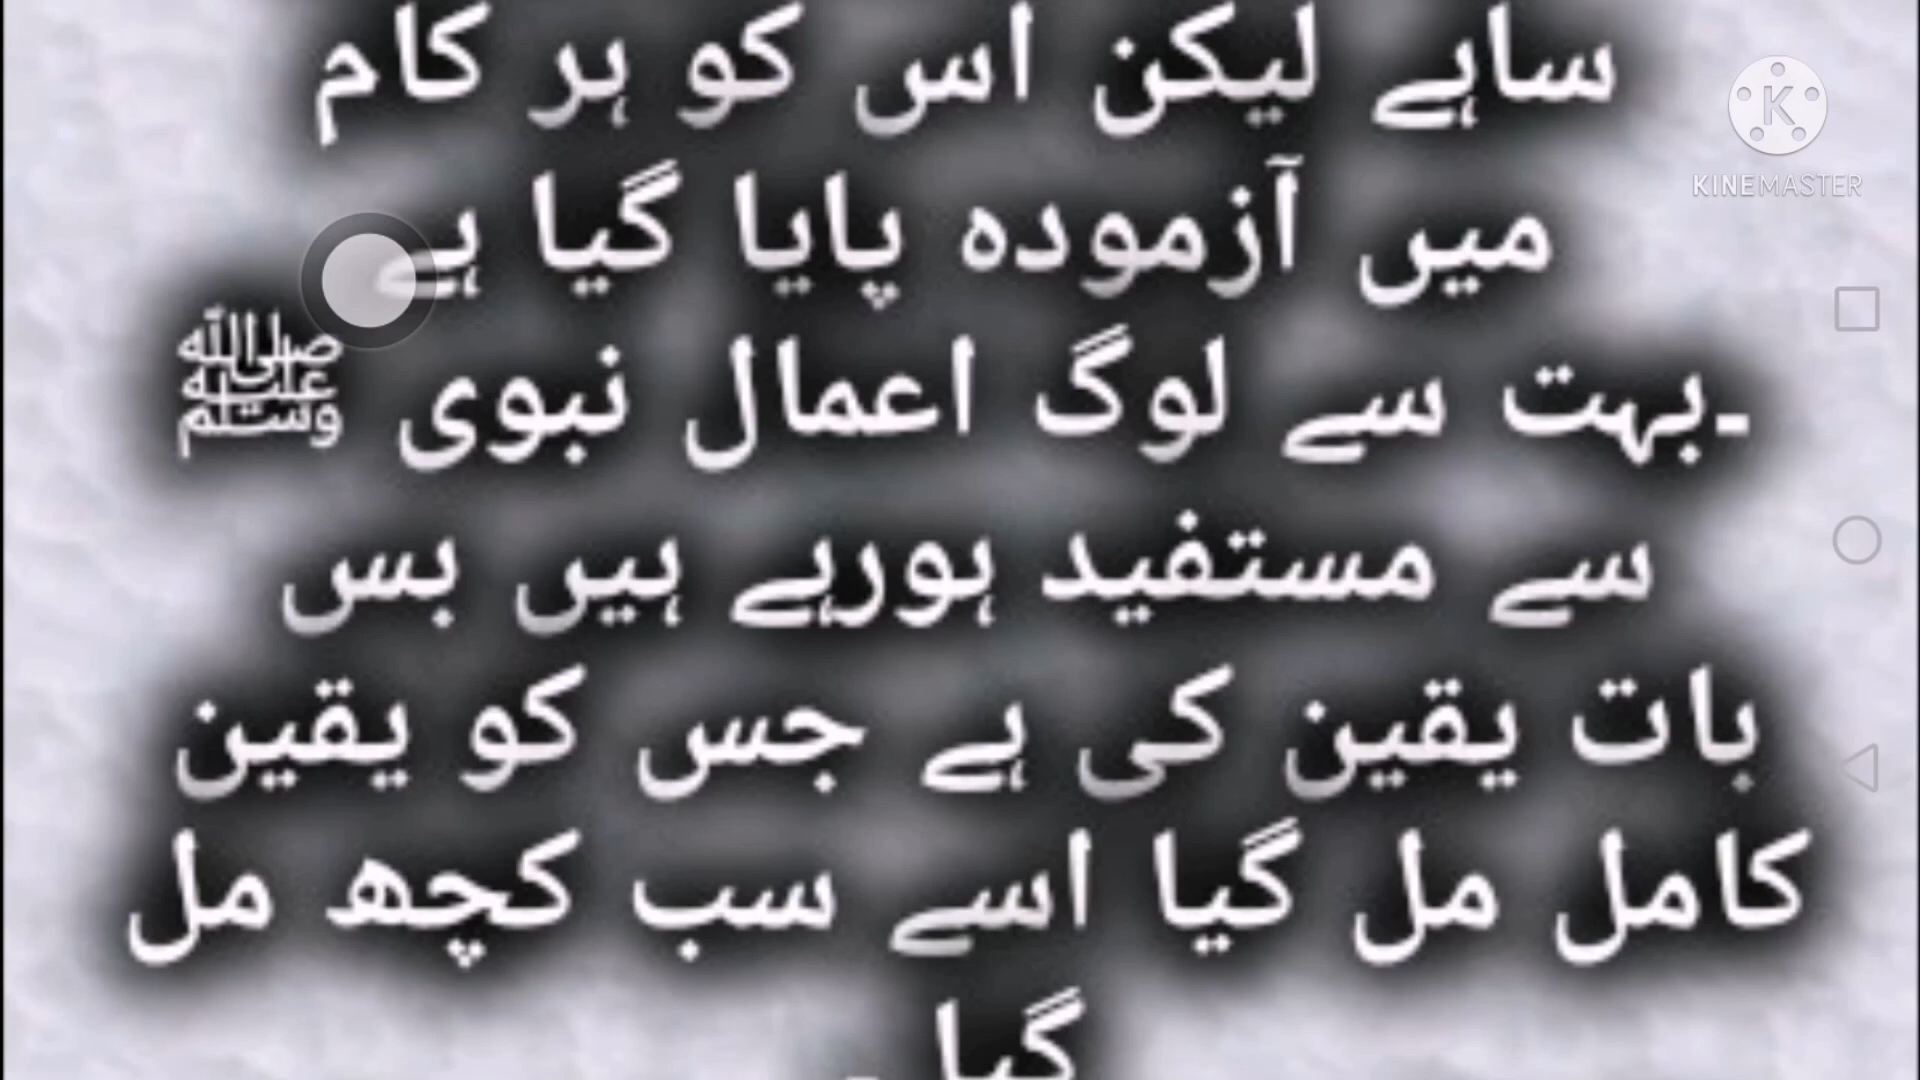 ساہے لیکن اس کو ہر کام
میں آزمودہ پایا گیا ہے
۔بہت سے لوگ اعمال نبوی ﷺ
سے مستفید ہورہے ہیں بس
بات یقین کی ہے جس کو یقین
کامل مل گیا اسے سب کچھ مل
گیا ۔
KINEMASTER